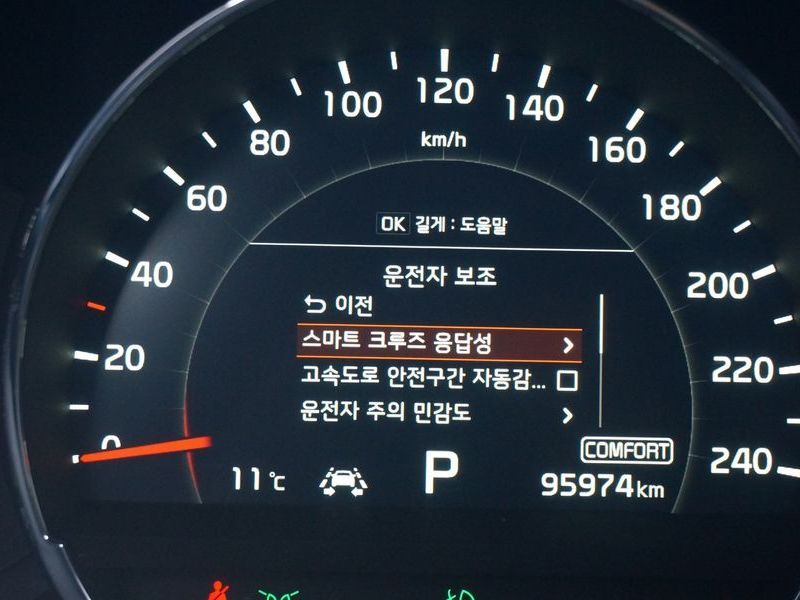 0
20
40
60
80
100
120
140
160
180
200
220
240
km/h
OK 길게 : 도움말
운전자 보조
이전
스마트 크루즈 응답성
고속도로 안전구간 자동감...
운전자 주의 민감도
COMFORT
11°C
P
95974km